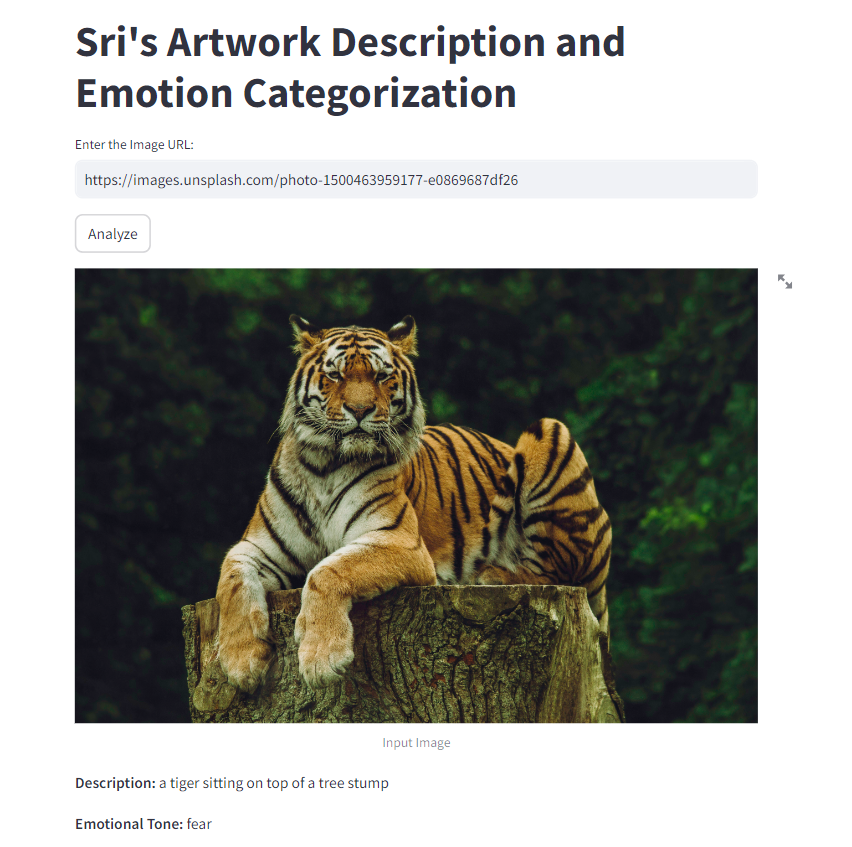 Sri's Artwork Description and
Emotion Categorization
Enter the Image URL:
https://images.unsplash.com/photo-1500463959177-e0869687df26
Analyze
Input Image
Description: a tiger sitting on top of a tree stump
Emotional Tone: fear